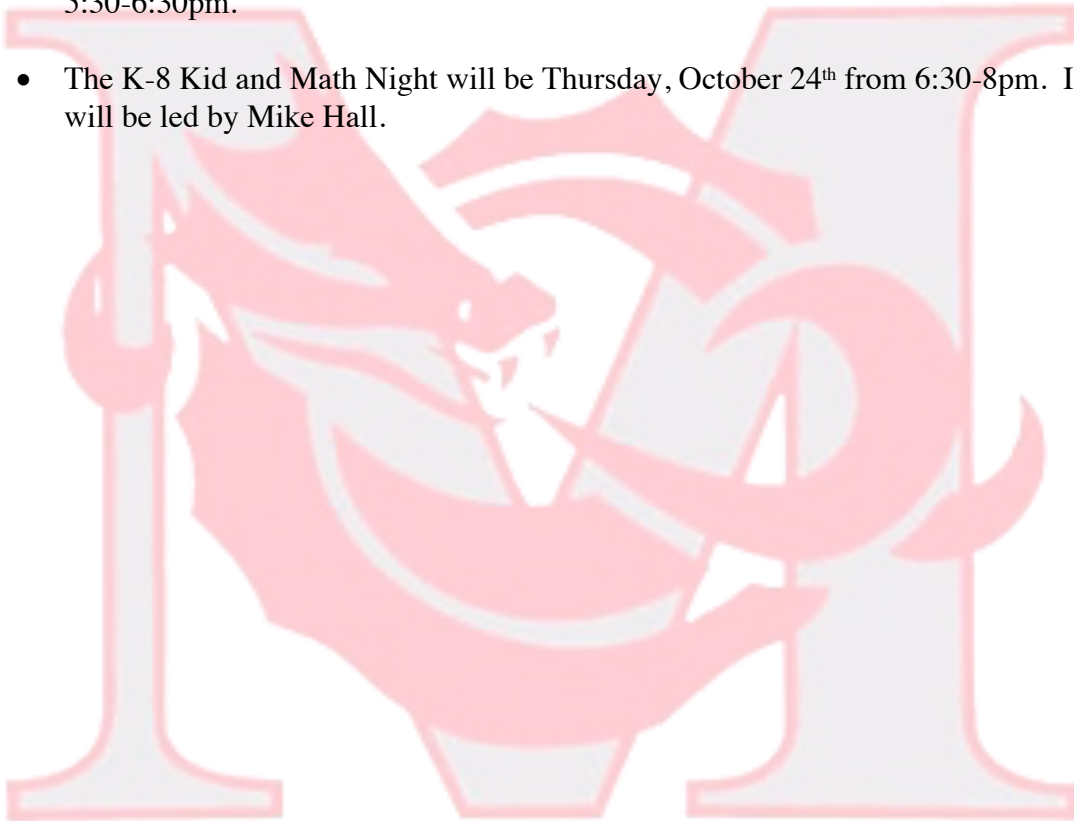 5:30-6:30pm.
• The K-8 Kid and Math Night will be Thursday, October 24th from 6:30-8pm. I
will be led by Mike Hall.